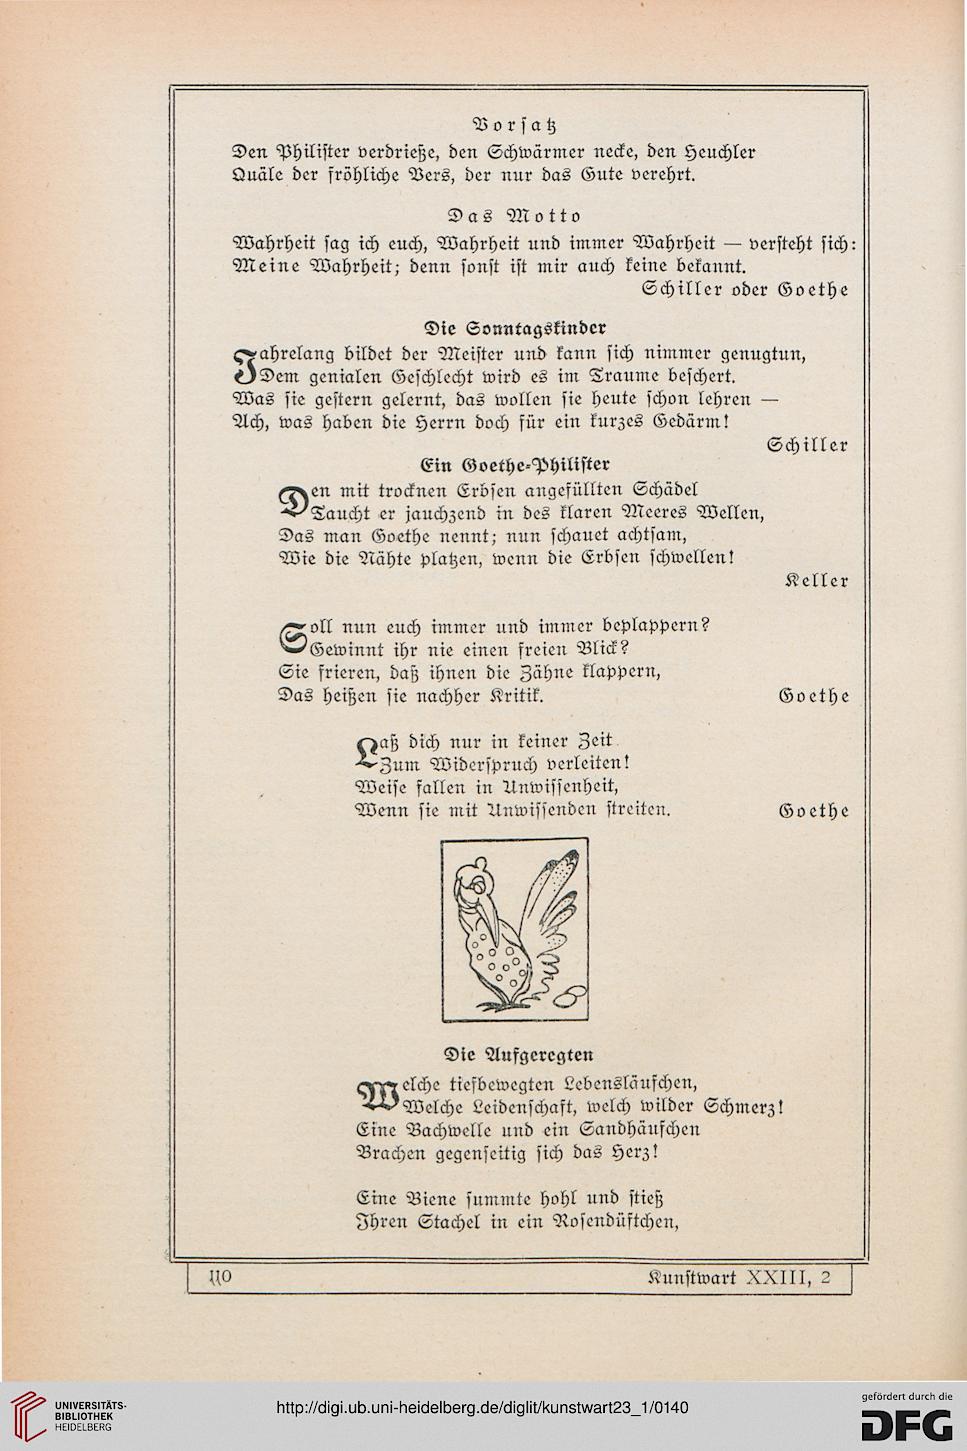 Vorsatz
Den Philister verdrieße, den Schwärmer necke, den Heuchler
Quäle der fröhliche Vers, der nur das Gute verehrt.
Das Motto
Wahrheit sag ich euch, Wahrheit und immer Wahrheit — versteht sich:
Meine Wahrheit; denn sonst ist mir auch keine bekannt.
Schiller oder Goethe
Die Sonntagskinder
Jahrelang bildet der Meister und kann sich nimmer genugtun,
Dem genialen Geschlecht wird es im Traume beschert.
Was sie gestern gelernt, das wollen sie heute schon lehren —
Ach, was haben die Herrn doch für ein kurzes Gedärm!
Schiller
Ein Goethe-Philister
Den mit trocknen Erbsen angefüllten Schädel
Taucht er jauchzend in des klaren Meeres Wellen,
Das man Goethe nennt; nun schauet achtsam,
Wie die Nähte platzen, wenn die Erbsen schwellen!
Keller
Soll nun euch immer und immer beplappern?
Gewinnt ihr nie einen freien Blick?
Sie frieren, daß ihnen die Zähne klappern,
Das heißen sie nachher Kritik. Goethe
Laß dich nur in keiner Zeit
Zum Widerspruch verleiten!
Weise fallen in Unwissenheit,
Wenn sie mit Unwissenden streiten. Goethe
Die Aufgeregten
Welche tiefbewegten Lebensläufchen,
Welche Leidenschaft, welch wilder Schmerz!
Eine Bachwelle und ein Sandhäufchen
Brachen gegenseitig sich das Herz!
Eine Biene summte hohl und stieß
Ihren Stachel in ein Rosendüftchen,
110 Kunstwart XXIII, 2
UNIVERSITÄTS-
BIBLIOTHEK
HEIDELBERG
http://digi.ub.uni-heidelberg.de/diglit/kunstwart23_1/0140
gefördert durch die
DFG